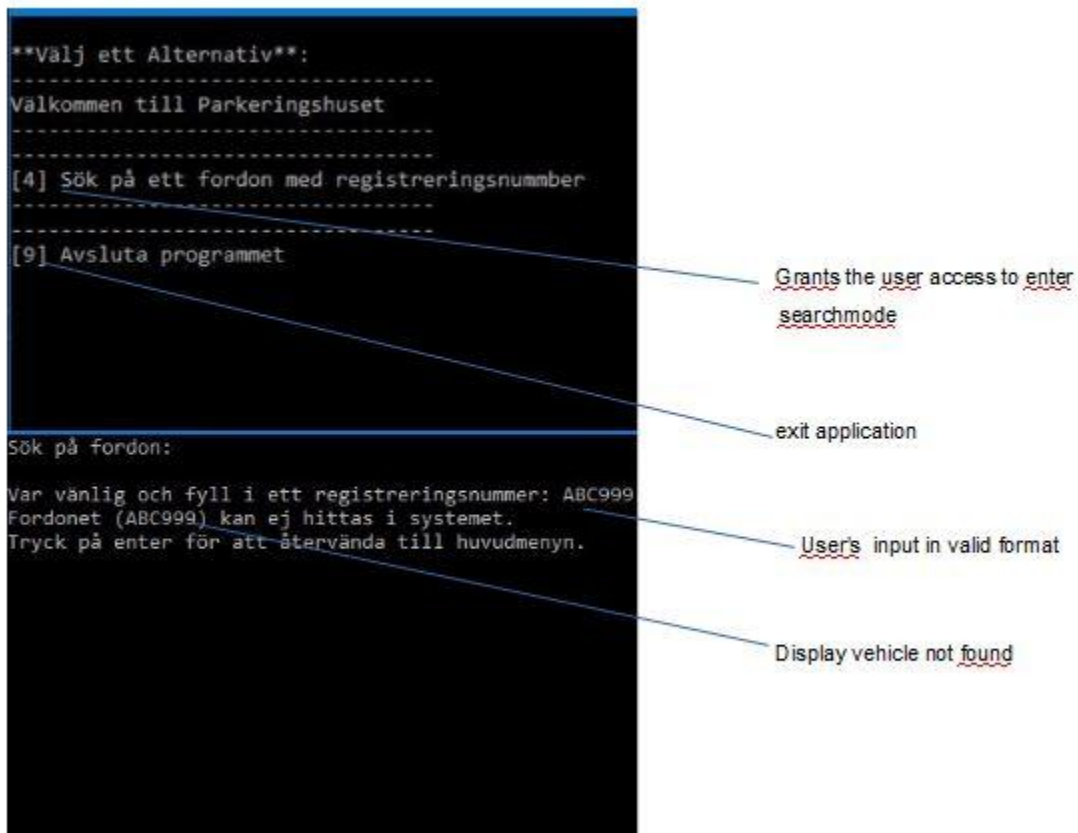 **Välj ett Alternativ**:
----------------------------------
Välkommen till Parkeringshuset
----------------------------------
----------------------------------
[4] Sök på ett fordon med registreringsnummber
----------------------------------
----------------------------------
[9] Avsluta programmet
Grants the user access to enter
searchmode
exit application
Sök på fordon:
Var vänlig och fyll i ett registreringsnummer: ABC999
Fordonet (ABC999) kan ej hittas i systemet.
Tryck på enter för att återvända till huvudmenyn.
User's input in valid format
Display vehicle not found